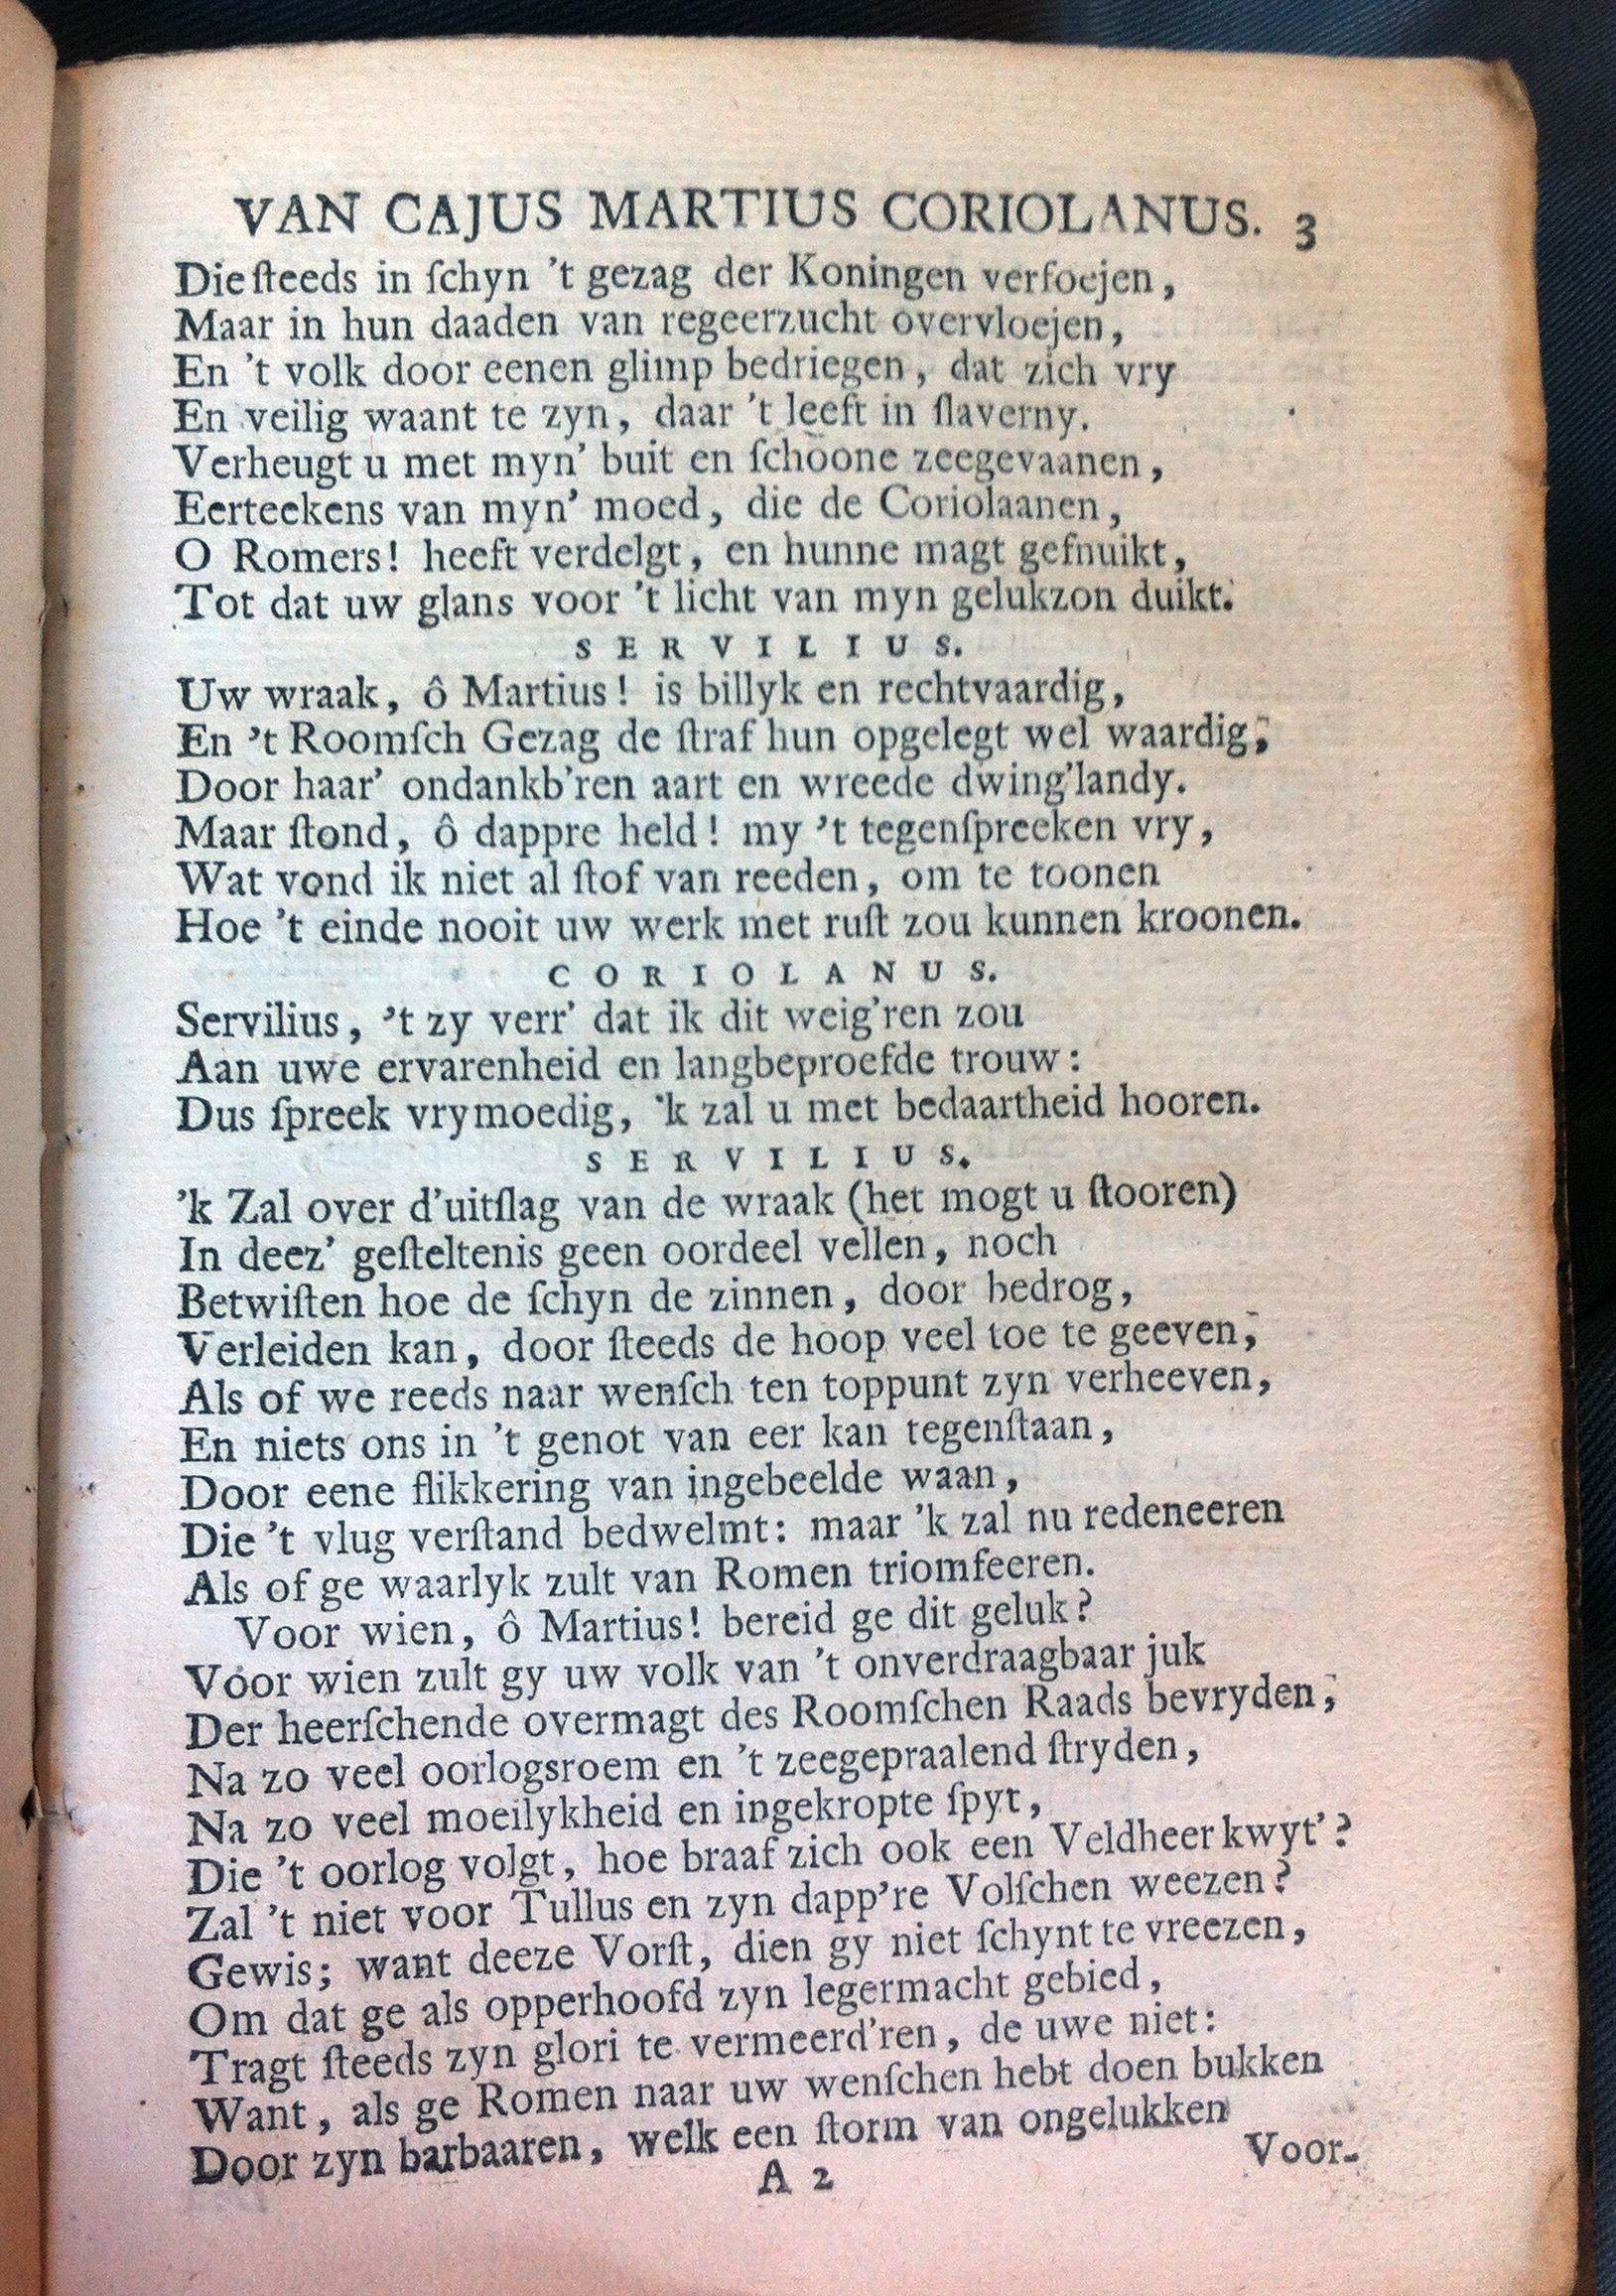 VAN CAJUS MARTIUS CORIOLANUS. 3
Die ſteeds in ſchyn 't gezag der Koningen verfoejen,
Maar in hun daaden van regeerzucht overvloejen,
En 't volk door eenen glimp bedriegen, dat zich vry
En veilig waant te zyn, daar 't leeft in ſlaverny.
Verheugt u met myn' buit en ſchoone zeegevaanen,
Eerteekens van myn' moed, die de Coriolaanen,
O Romers! heeft verdelgt, en hunne magt gefnuikt,
Tot dat uw glans voor 't licht van myn gelukzon duikt.
SERVILIUS.
Uw wraak, ô Martius! is billyk en rechtvaardig,
En 't Roomſch Gezag de ſtraf hun opgelegt wel waardig,
Door haar' ondankb'ren aart en wreede dwing'landy.
Maar ſtond, ô dappre held! my 't tegenſpreeken vry,
Wat vond ik niet al ſtof van reeden, om te toonen
Hoe 't einde nooit uw werk met ruſt zou kunnen kroonen.
CORIOLANUS.
Servilius, 't zy verr' dat ik dit weig'ren zou
Aan uwe ervarenheid en langbeproefde trouw:
Dus ſpreek vrymoedig, 'k zal u met bedaartheid hooren.
SERVILIUS.
'k Zal over d'uitſlag van de wraak (het mogt u ſtooren)
In deez' geſteltenis geen oordeel vellen, noch
Betwiſten hoe de ſchyn de zinnen, door bedrog,
Verleiden kan, door ſteeds de hoop veel toe te geeven,
Als of we reeds naar wenſch ten toppunt zyn verheeven,
En niets ons in 't genot van eer kan tegenſtaan,
Door eene flikkering van ingebeelde waan,
Die 't vlug verſtand bedwelmt: maar 'k zal nu redeneeren
Als of ge waarlyk zult van Romen triomfeeren.
Voor wien, ô Martius! bereid ge dit geluk?
Voor wien zult gy uw volk van 't onverdraagbaar juk
Der heerſchende overmagt des Roomſchen Raads bevryden,
Na zo veel oorlogsroem en 't zeegepraalend ſtryden,
Na zo veel moeilykheid en ingekropte ſpyt,
Die 't oorlog volgt, hoe braaf zich ook een Veldheer kwyt'?
Zal 't niet voor Tullus en zyn dapp're Volſchen weezen?
Gewis; want deeze Vorſt, dien gy niet ſchynt te vreezen,
Om dat ge als opperhoofd zyn legermacht gebied,
Tragt ſteeds zyn glori te vermeerd'ren, de uwe niet:
Want, als ge Romen naar uw wenſchen hebt doen bukken
Door zyn barbaaren, welk een ſtorm van ongelukken
Voor-
A 2